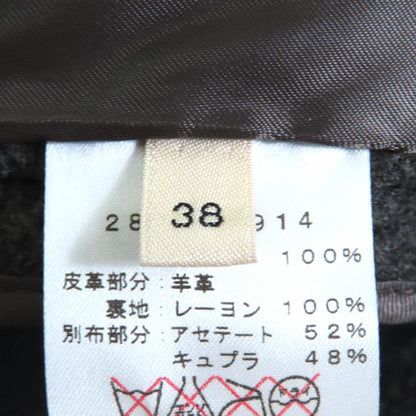 38
28 914
100%
皮革部分：羊革
裏地：レーヨン 100%
別布部分：アセテート 52%
キュプラ 48%